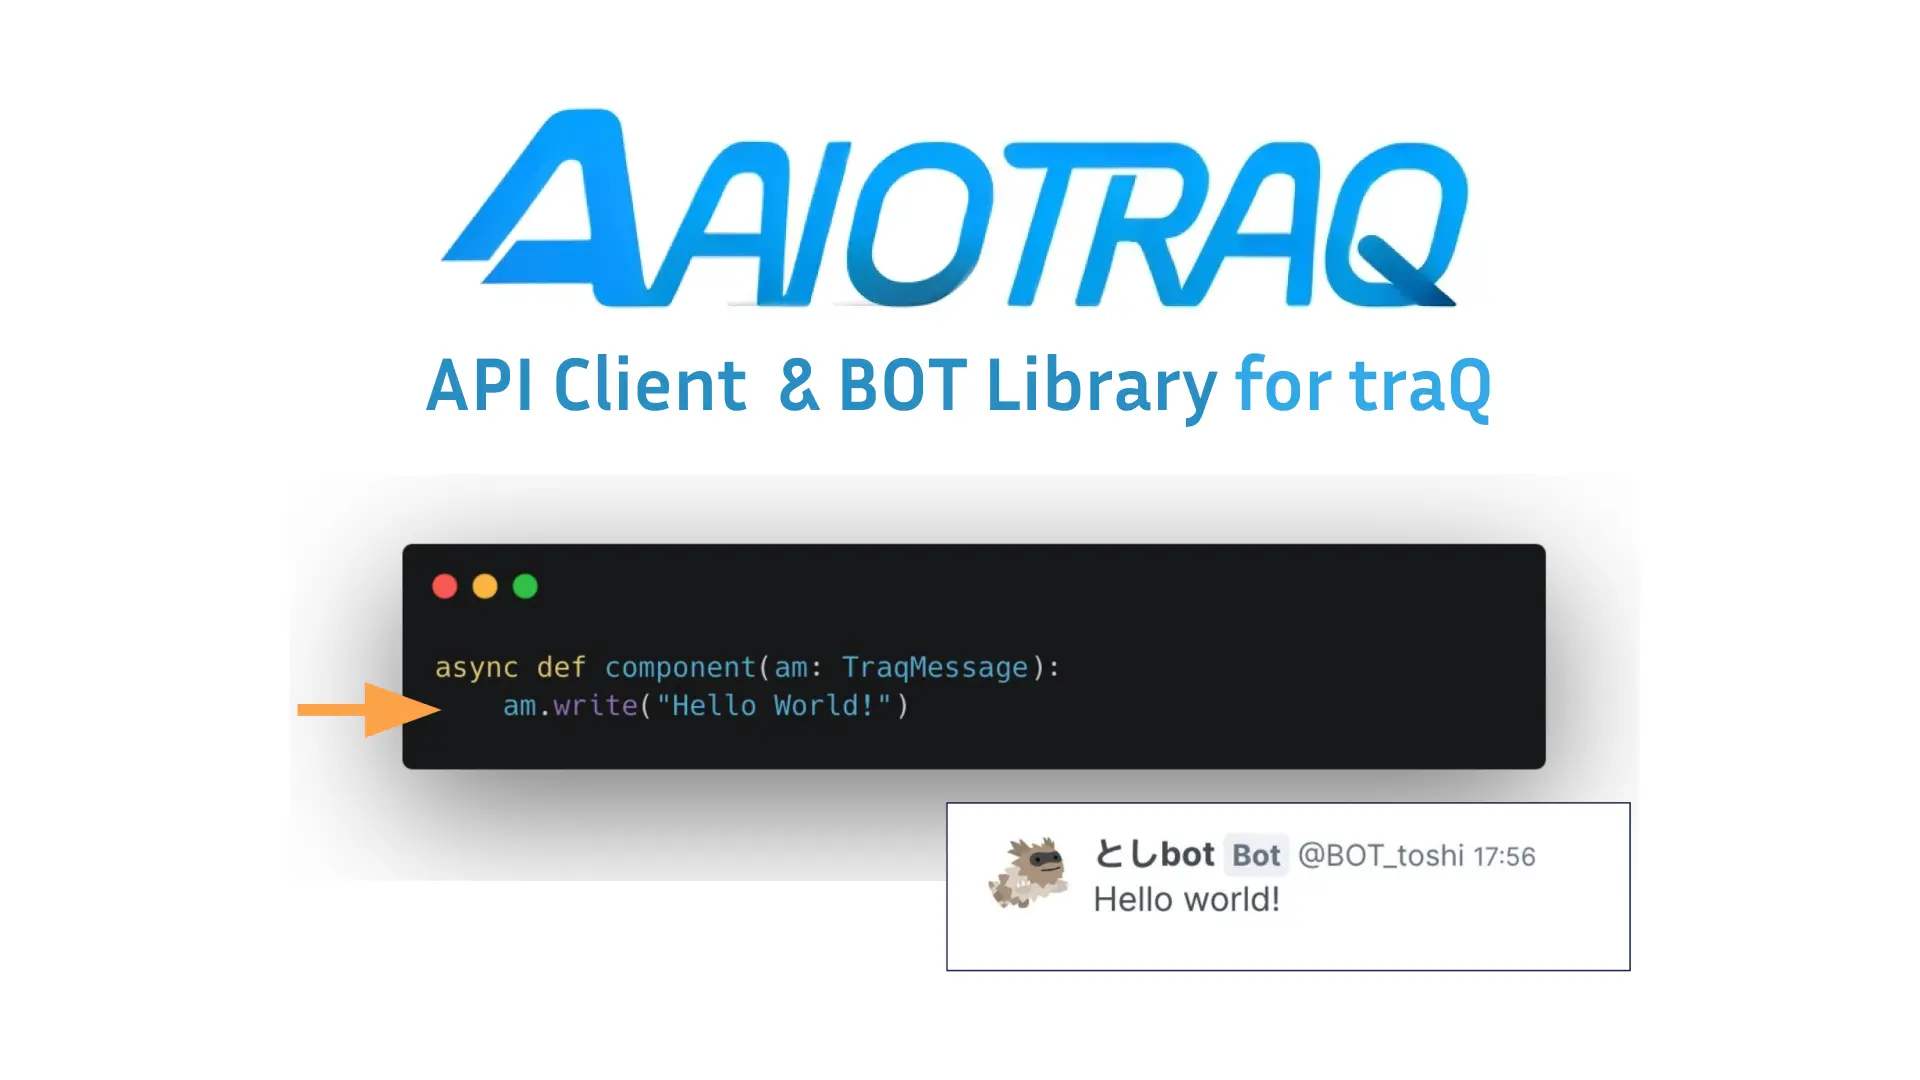 AAIOTRAQ
API Client & BOT Library for traQ
async def component(am: TraqMessage):
am.write("Hello World!")
としbot Bot @BOT_toshi 17:56
Hello world!